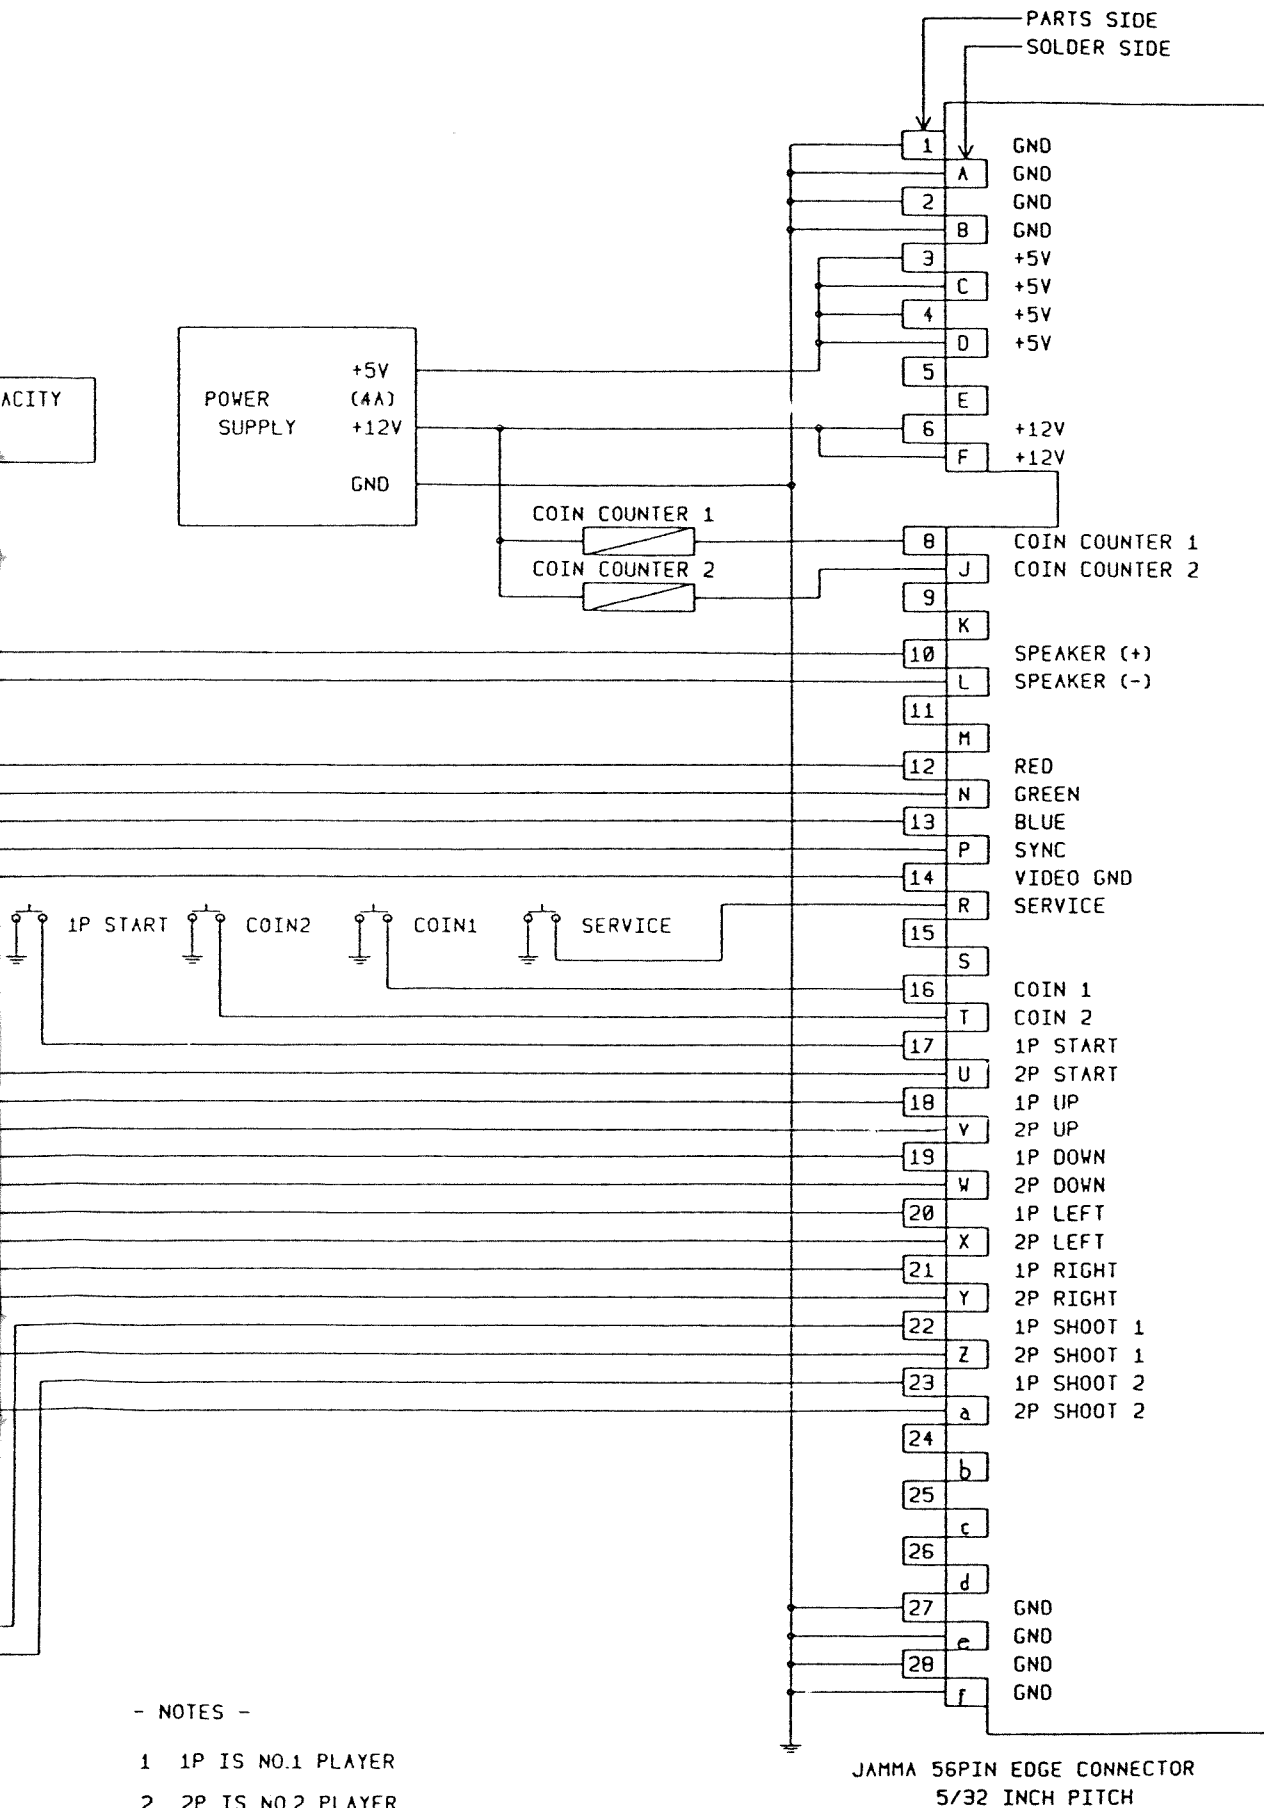 PARTS SIDE
SOLDER SIDE
1 GND
A GND
2 GND
B GND
3 +5V
C +5V
4 +5V
D +5V
5
E
6 +12V
F +12V
ACITY
POWER SUPPLY
+5V
(4A)
+12V
GND
COIN COUNTER 1
8 COIN COUNTER 1
COIN COUNTER 2
J COIN COUNTER 2
9
K
10 SPEAKER (+)
L SPEAKER (-)
11
M
12 RED
N GREEN
13 BLUE
P SYNC
14 VIDEO GND
R SERVICE
1P START COIN2 COIN1 SERVICE
15
S
16 COIN 1
T COIN 2
17 1P START
U 2P START
18 1P UP
V 2P UP
19 1P DOWN
W 2P DOWN
20 1P LEFT
X 2P LEFT
21 1P RIGHT
Y 2P RIGHT
22 1P SHOOT 1
Z 2P SHOOT 1
23 1P SHOOT 2
a 2P SHOOT 2
24
b
25
c
26
d
27 GND
e GND
28 GND
f GND
- NOTES -
1 1P IS NO.1 PLAYER
2 2P IS NO.2 PLAYER
JAMMA 56PIN EDGE CONNECTOR
5/32 INCH PITCH